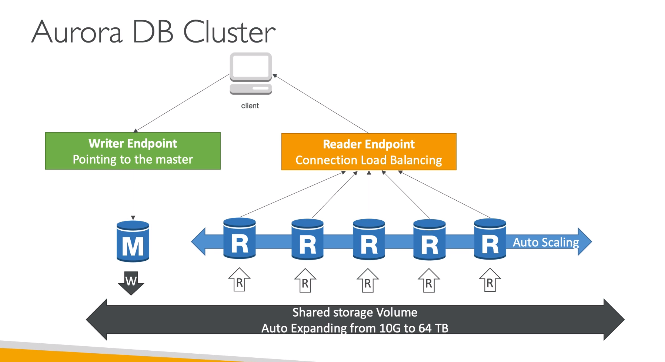 Aurora DB Cluster
client
Writer Endpoint
Pointing to the master
Reader Endpoint
Connection Load Balancing
M
R
R
R
R
R
Auto Scaling
W
R
R
R
R
R
Shared storage Volume
Auto Expanding from 10G to 64 TB